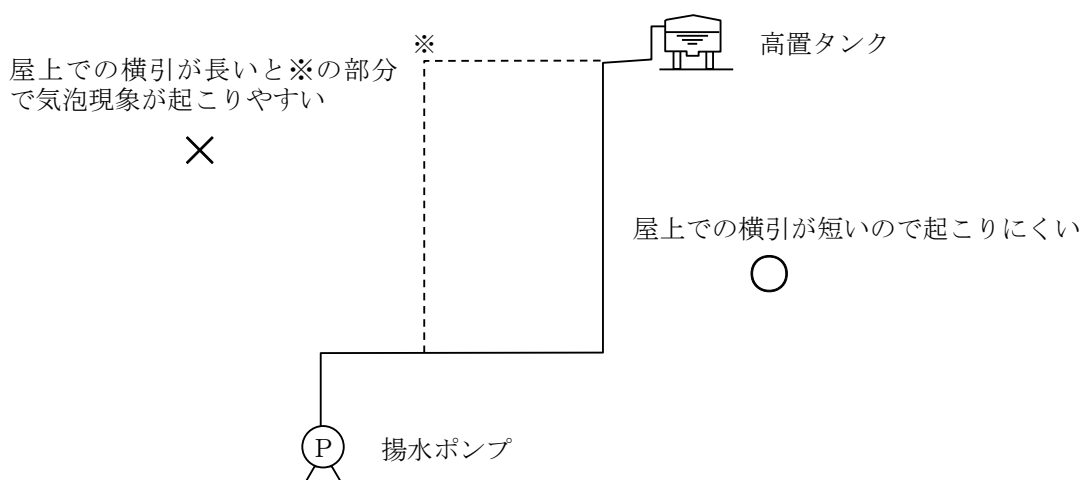 ※
高置タンク
屋上での横引が長いと※の部分
で気泡現象が起こりやすい
×
屋上での横引が短いので起こりにくい
○
P
揚水ポンプ